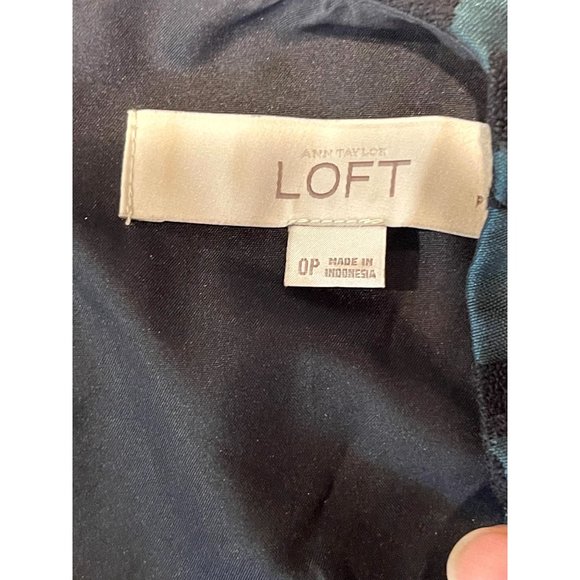 ANN TAYLOR
LOFT
P
0P MADE IN
INDONESIA